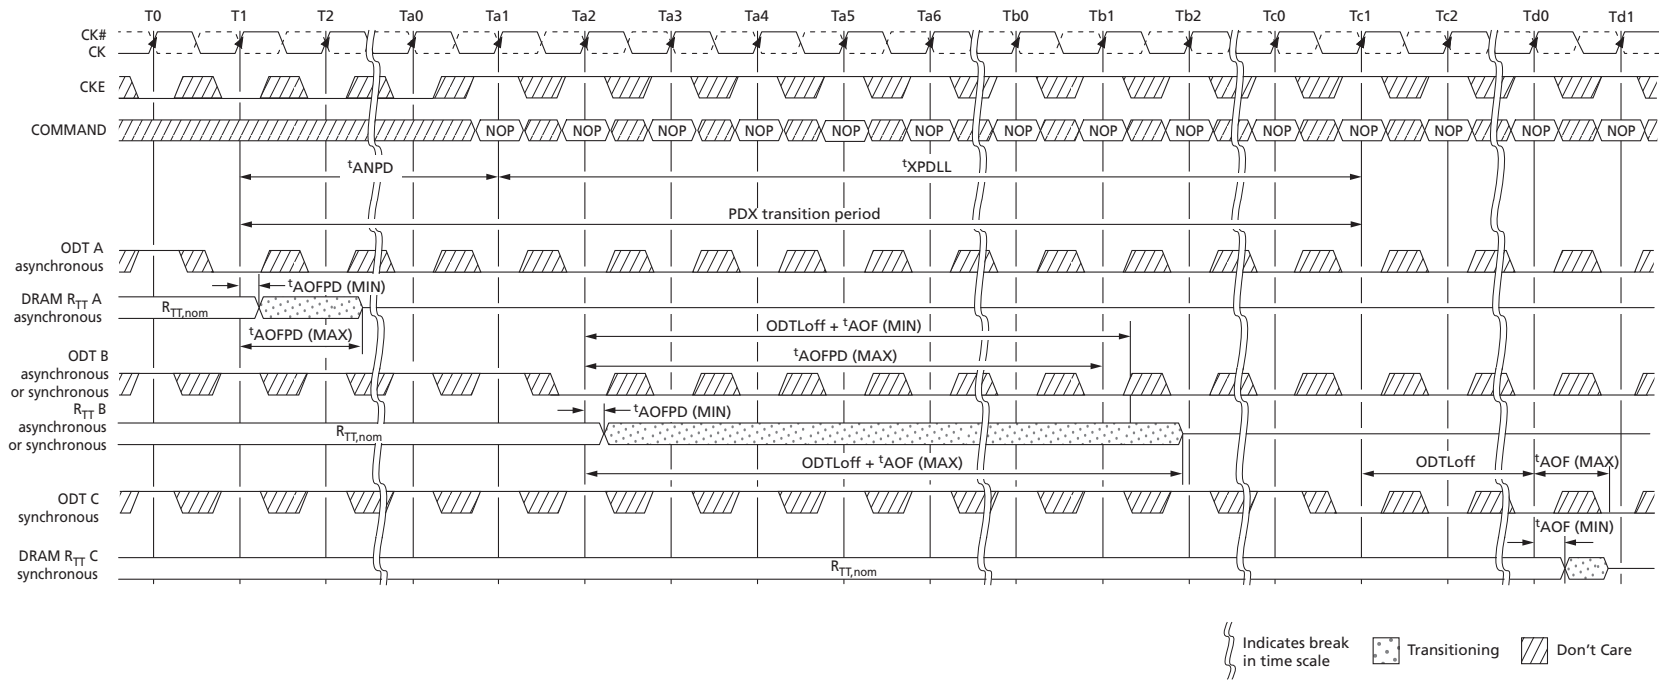 T0 T1 T2 Ta0 Ta1 Ta2 Ta3 Ta4 Ta5 Ta6 Tb0 Tb1 Tb2 Tc0 Tc1 Tc2 Td0 Td1
CK#
CK
CKE
COMMAND NOP NOP NOP NOP NOP NOP NOP NOP NOP NOP NOP NOP NOP NOP
tANPD tXPDLL
PDX transition period
ODT A
asynchronous
tAOFPD (MIN)
DRAM RTT A
asynchronous
RTT,nom
tAOFPD (MAX)
ODTLoff + tAOF (MIN)
tAOFPD (MAX)
ODT B
asynchronous
or synchronous
tAOFPD (MIN)
RTT B
asynchronous
or synchronous
RTT,nom
ODTLoff + tAOF (MAX) ODTLoff tAOF (MAX)
ODT C
synchronous
tAOF (MIN)
DRAM RTT C
synchronous
RTT,nom
Indicates break
in time scale
Transitioning
Don't Care